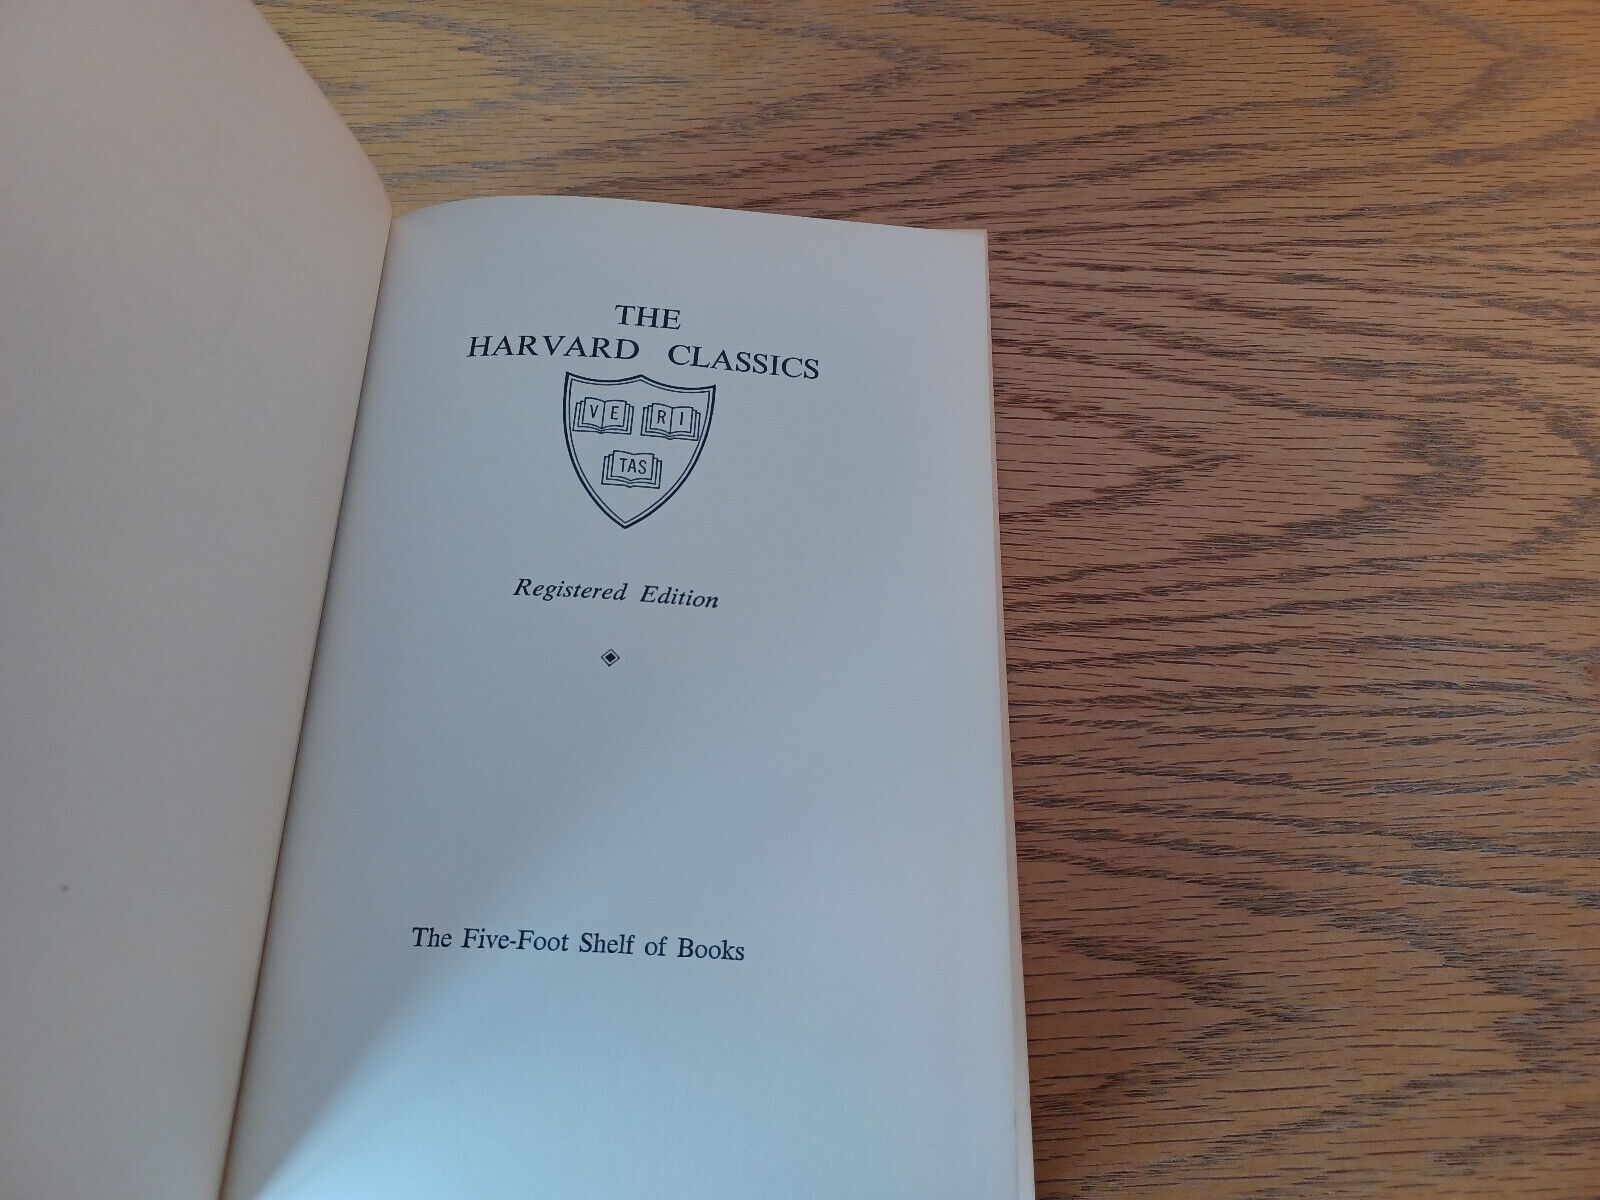 THE
HARVARD CLASSICS
VE RI
TAS
Registered Edition
The Five-Foot Shelf of Books